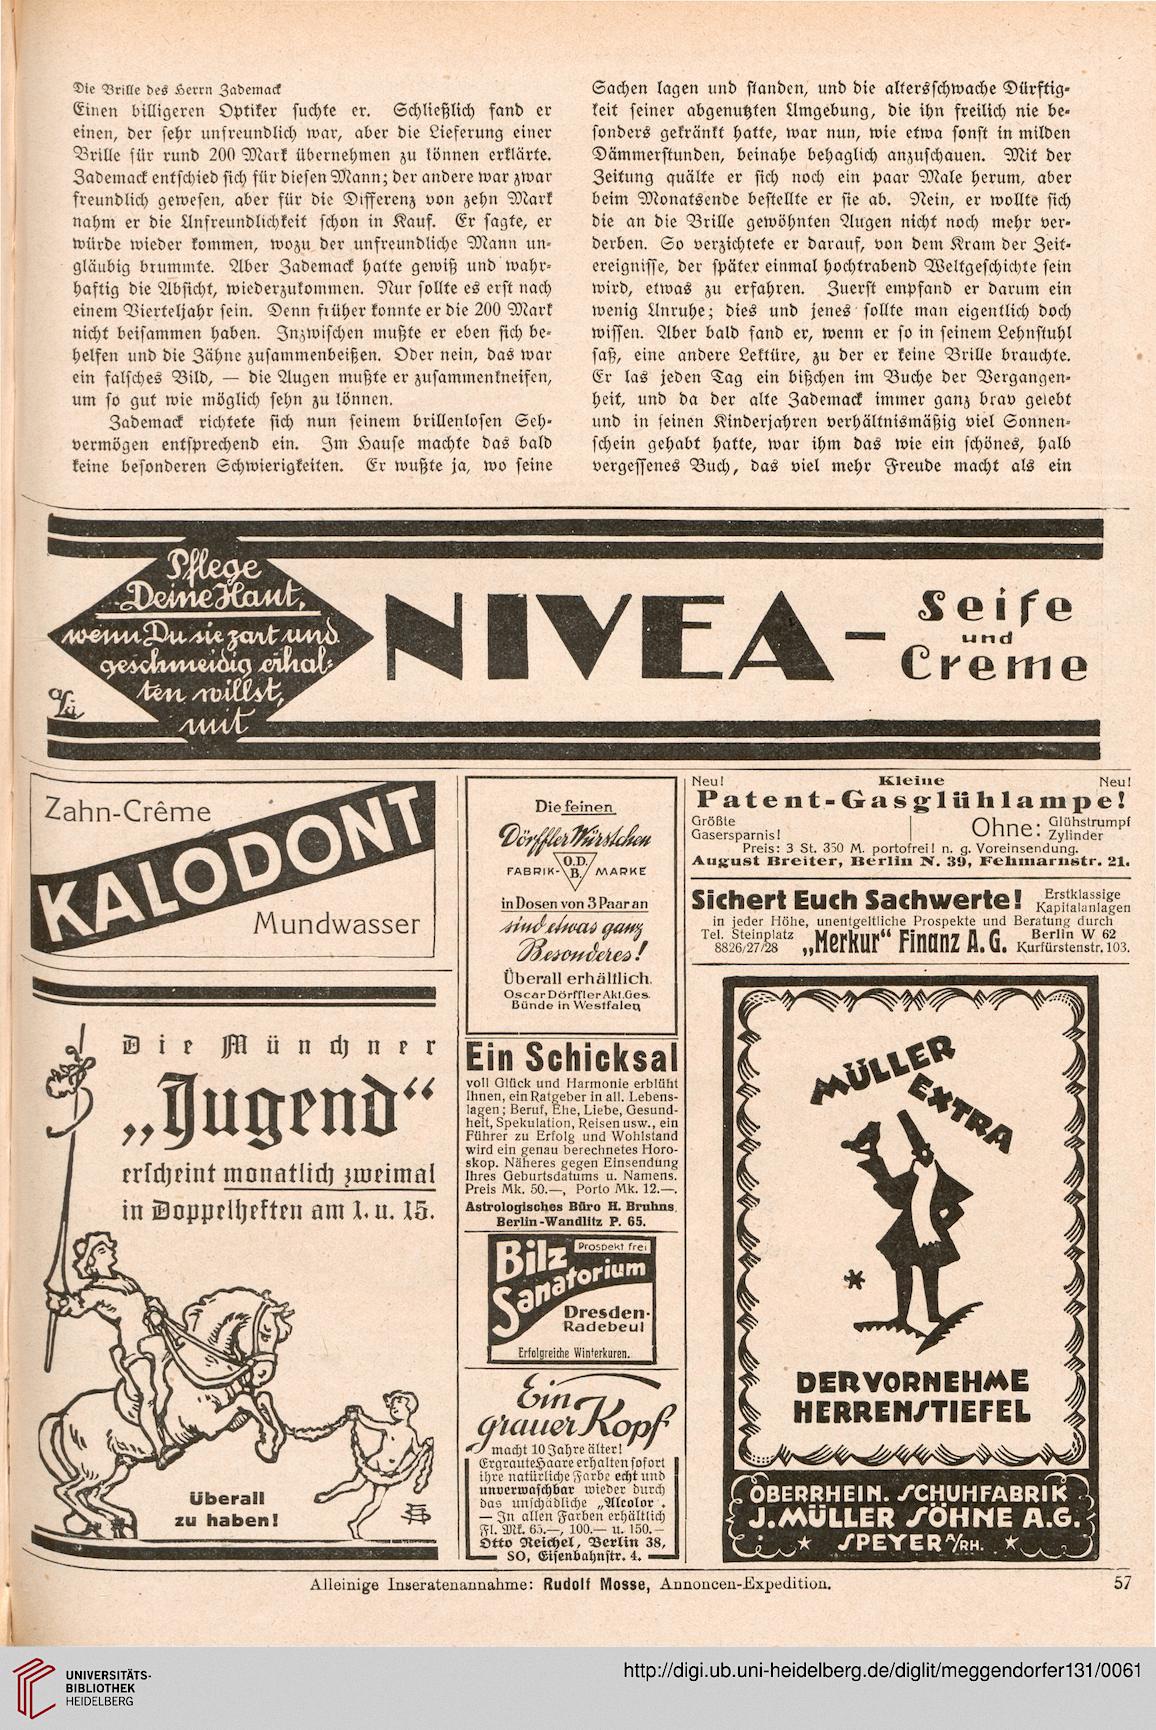 Die Brille des Herrn Zademack
Einen billigeren Optiker suchte er. Schließlich fand er
einen, der sehr unfreundlich war, aber die Lieferung einer
Brille für rund 200 Mark übernehmen zu können erklärte.
Zademack entschied sich für diesen Mann; der andere war zwar
freundlich gewesen, aber für die Differenz von zehn Mark
nahm er die Unfreundlichkeit schon in Kauf. Er sagte, er
würde wieder kommen, wozu der unfreundliche Mann un-
gläubig brummte. Aber Zademack hatte gewiß und wahr-
haftig die Absicht, wiederzukommen. Nur sollte es erst nach
einem Vierteljahr sein. Denn früher konnte er die 200 Mark
nicht beisammen haben. Inzwischen mußte er eben sich be-
helfen und die Zähne zusammenbeißen. Oder nein, das war
ein falsches Bild, — die Augen mußte er zusammenkneifen,
um so gut wie möglich sehn zu können.
Zademack richtete sich nun seinem brillenlosen Seh-
vermögen entsprechend ein. Im Hause machte das bald
keine besonderen Schwierigkeiten. Er wußte ja, wo seine
Sachen lagen und standen, und die altersschwache Dürftig-
keit seiner abgenutzten Umgebung, die ihn freilich nie be-
sonders gekränkt hatte, war nun, wie etwa sonst in milden
Dämmerstunden, beinahe behaglich anzuschauen. Mit der
Zeitung quälte er sich noch ein paar Male herum, aber
beim Monatsende bestellte er sie ab. Nein, er wollte sich
die an die Brille gewöhnten Augen nicht noch mehr ver-
derben. So verzichtete er darauf, von dem Kram der Zeit-
ereignisse, der später einmal hochtrabend Weltgeschichte sein
wird, etwas zu erfahren. Zuerst empfand er darum ein
wenig Unruhe; dies und jenes sollte man eigentlich doch
wissen. Aber bald fand er, wenn er so in seinem Lehnstuhl
saß, eine andere Lektüre, zu der er keine Brille brauchte.
Er las jeden Tag ein bißchen im Buche der Vergangen-
heit, und da der alte Zademack immer ganz brav gelebt
und in seinen Kinderjahren verhältnismäßig viel Sonnen-
schein gehabt hatte, war ihm das wie ein schönes, halb
vergessenes Buch, das viel mehr Freude macht als ein
Pflege
Deine Haut,
wenn Du sie zart und
geschmeidig erhal-
ten willst,
mit
NIVEA-
Seife
und
Creme
Zahn-Crême
KALODONT
Mundwasser
Die Münchner
„Jugend“
erscheint monatlich zweimal
in Doppelheften am 1. u. 15.
Überall
zu haben!
Die feinen
Dörffler Würstchen
FABRIK- O.D.B. MARKE
in Dosen von 3 Paar an
sind etwas ganz
Besonderes!
Überall erhältlich.
Oscar Dörffler Akt.Ges.
Bünde in Westfalen
Ein Schicksal
voll Glück und Harmonie erblüht
Ihnen, ein Ratgeber in all. Lebens-
lagen; Beruf, Ehe, Liebe, Gesund-
heit, Spekulation, Reisen usw., ein
Führer zu Erfolg und Wohlstand
wird ein genau berechnetes Horo-
skop. Näheres gegen Einsendung
Ihres Geburtsdatums u. Namens.
Preis Mk. 50.—, Porto Mk. 12.—.
Astrologisches Büro H. Bruhns,
Berlin-Wandlitz P. 65.
Bilz
Prospekt frei
Sanatorium
Dresden-
Radebeul
Erfolgreiche Winterkuren.
Ein
grauer Kopf
macht 10 Jahre älter!
Ergraute Haare erhalten sofort
ihre natürliche Farbe echt und
unverwaschbar wieder durch
das unschädliche „Alcolor“.
— In allen Farben erhältlich
Fl. Mk. 65.—, 100.— u. 150.—
Otto Reichel, Berlin 38,
SO, Eisenbahnstr. 4.
Neu! Kleine Neu!
Patent-Gasglühlampe!
Größte
Gasersparnis!
Ohne: Glühstrumpf
Zylinder
Preis: 3 St. 350 M. portofrei! n. g. Voreinsendung.
August Breiter, Berlin N. 39, Fehmarnstr. 21.
Sichert Euch Sachwerte! Erstklassige
Kapitalanlagen
in jeder Höhe, unentgeltliche Prospekte und Beratung durch
Tel. Steinplatz
8826/27/28
„Merkur“ Finanz A.G.
Berlin W 62
Kurfürstenstr. 103.
MÜLLER
EXTRA
DER VORNEHME
HERRENSTIEFEL
OBERRHEIN. SCHUHFABRIK
J. MÜLLER SÖHNE A.G.
SPEYER A/RH.
Alleinige Inseratenannahme: Rudolf Mosse, Annoncen-Expedition.
57
UNIVERSITÄTS-
BIBLIOTHEK
HEIDELBERG
http://digi.ub.uni-heidelberg.de/diglit/meggendorfer131/0061